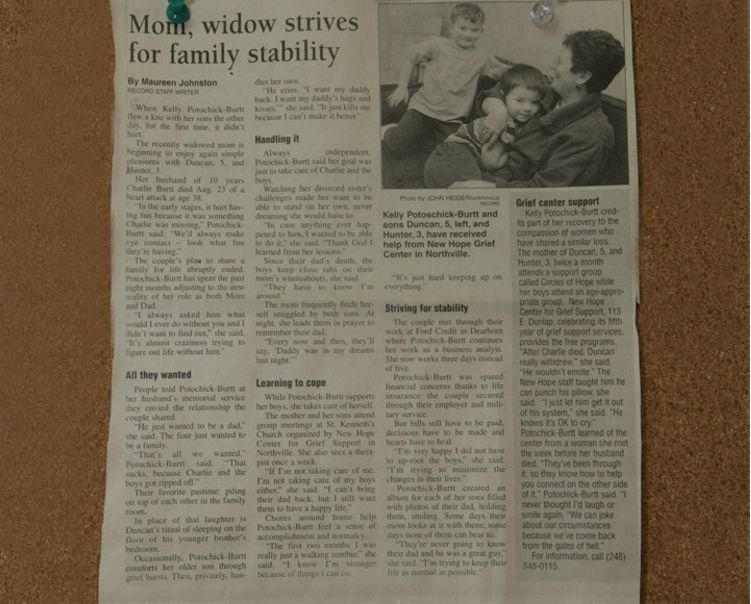 Mom, widow strives
for family stability
By Maureen Johnston
RECORD STAFF WRITER
When Kelly Potochick-Burtt
flew a kite with her sons the other
day, for the first time, it didn't
hurt.
The recently widowed mom is
beginning to enjoy again simple
pleasures with Duncan, 5, and
Hunter, 3.
Her husband of 10 years
Charlie Burtt died Aug. 23 of a
heart attack at age 38.
"In the early stages, it hurt hav-
ing fun because it was something
Charlie was missing," Potochick-
Burtt said. "We'd always make
eye contact – look what fun
they're having."
The couple's plan to share a
family for life abruptly ended.
Potochick-Burtt has spent the past
eight months adjusting to the new
reality of her role as both Mom
and Dad.
"I always asked him what
would I ever do without you and I
didn't want to find out," she said.
"It's almost craziness trying to
figure out life without him."
All they wanted
People told Potochick-Burtt at
her husband's memorial service
they envied the relationship the
couple shared.
"He just wanted to be a dad,"
she said. The four just wanted to
be a family.
"That's all we wanted,"
Potochick-Burtt said. "That
sucks, because Charlie and the
boys got ripped off."
Their favorite pastime: piling
on top of each other in the family
room.
In place of that laughter is
Duncan's ritual of sleeping on the
floor of his younger brother's
bedroom.
Occasionally, Potochick-Burtt
comforts her older son through
grief bursts. Then, privately, han-
dles her own.
"He cries, 'I want my daddy
back. I want my daddy's hugs and
kisses,'" she said. "It just kills me
because I can't make it better."
Handling it
Always independent,
Potochick-Burtt said her goal was
just to take care of Charlie and the
boys.
Watching her divorced sister's
challenges made her want to be
able to stand on her own, never
dreaming she would have to.
"In case anything ever hap-
pened to him, I wanted to be able
to do it," she said. "Thank God I
learned from her lessons."
Since their dad's death, the
boys keep close tabs on their
mom's whereabouts, she said.
"They have to know I'm
around."
The mom frequently finds her-
self snuggled by both sons. At
night, she leads them in prayer to
remember their dad.
"Every now and then, they'll
say, 'Daddy was in my dreams
last night.'"
Learning to cope
While Potochick-Burtt supports
her boys, she takes care of herself.
The mother and her sons attend
group meetings at St. Kenneth's
Church organized by New Hope
Center for Grief Support in
Northville. She also sees a thera-
pist once a week.
"If I'm not taking care of me,
I'm not taking care of my boys
either," she said. "I can't bring
their dad back, but I still want
them to have a happy life."
Chores around home help
Potochick-Burtt feel a sense of
accomplishment and normalcy.
"The first two months I was
really just a walking zombie," she
said. "I know I'm stronger
because of things I can do.
Photo by JOHN HEIDER/NORTHVILLE
RECORD
Kelly Potoschick-Burtt and
sons Duncan, 5, left, and
Hunter, 3, have received
help from New Hope Grief
Center in Northville.
"It's just hard keeping up on
everything."
Striving for stability
The couple met through their
work at Ford Credit in Dearborn
where Potochick-Burtt continues
her work as a business analyst.
She now works three days instead
of five.
Potochick-Burtt was spared
financial concerns thanks to life
insurance the couple secured
through their employer and mili-
tary service.
But bills still have to be paid,
decisions have to be made and
hearts have to heal.
"I'm very happy I did not have
to up-root the boys," she said.
"I'm trying to minimize the
changes in their lives."
Potochick-Burtt created an
album for each of her sons filled
with photos of their dad, holding
them, smiling. Some days their
mom looks at it with them; some
days none of them can bear to.
"They're never going to know
their dad and he was a great guy,"
she said. "I'm trying to keep their
life as normal as possible."
Grief center support
Kelly Potochick-Burtt cred-
its part of her recovery to the
compassion of women who
have shared a similar loss.
The mother of Duncan, 5, and
Hunter, 3, twice a month
attends a support group
called Circles of Hope while
her boys attend an age-appro-
priate group. New Hope
Center for Grief Support, 113
E. Dunlap, celebrating its fifth
year of grief support services,
provides the free programs.
"After Charlie died, Duncan
really withdrew," she said.
"He wouldn't emote." The
New Hope staff taught him he
can punch his pillow, she
said. "I just let him get it out
of his system," she said. "He
knows it's OK to cry."
Potochick-Burtt learned of the
center from a woman she met
the week before her husband
died. "They've been through
it, so they know how to help
you connect on the other side
of it," Potochick-Burtt said. "I
never thought I'd laugh or
smile again. "We can joke
about our circumstances
because we've come back
from the gates of hell."
For information, call (248)
348-0115.